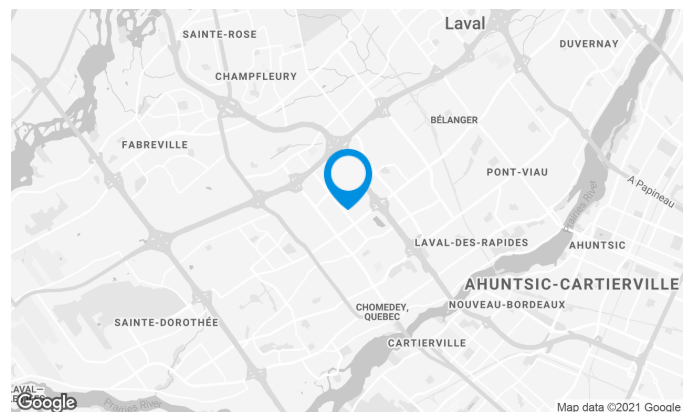 Laval
SAINTE-ROSE
DUVERNAY
CHAMPFLEURY
BÉLANGER
FABREVILLE
PONT-VIAU
A Papineau
Prairies River
LAVAL-DES-RAPIDES
AHUNTSIC
AHUNTSIC-CARTIERVILLE
CHOMEDEY,
QUEBEC
NOUVEAU-BORDEAUX
SAINTE-DOROTHÉE
CARTIERVILLE
LAVAL—
Prairies River
Google
Map data ©2021 Google